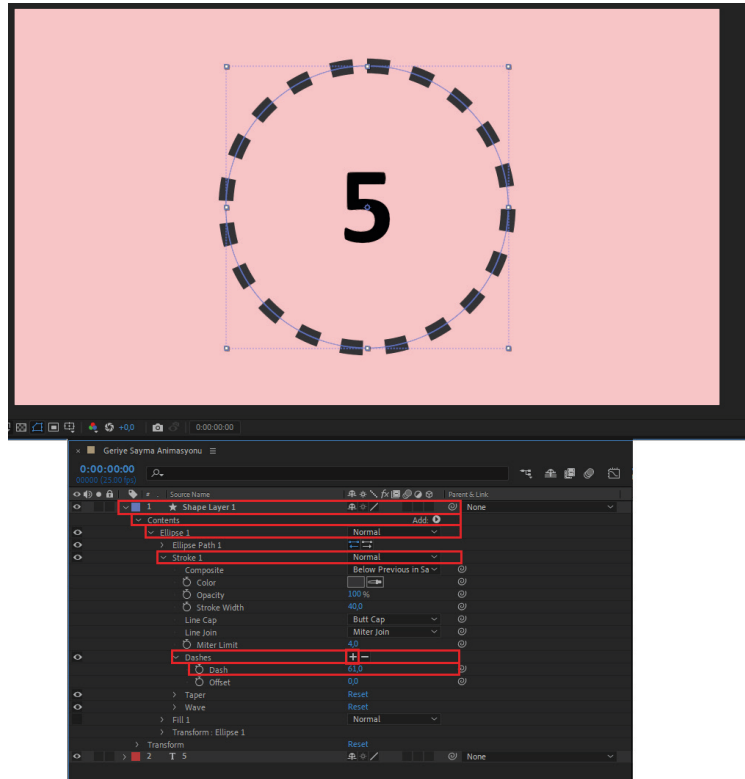 5
+0,0 0:00:00:00
× Geriye Sayma Animasyonu
0:00:00:00
00000 (25.00 fps)
# . Source Name Parent & Link
1 Shape Layer 1 None
Contents Add:
Ellipse 1 Normal
Ellipse Path 1
Stroke 1 Normal
Composite Below Previous in Sa
Color
Opacity 100 %
Stroke Width 40,0
Line Cap Butt Cap
Line Join Miter Join
Miter Limit 4,0
Dashes + −
Dash 61,0
Offset 0,0
Taper Reset
Wave Reset
Fill 1 Normal
Transform : Ellipse 1
Transform Reset
2 T 5 None